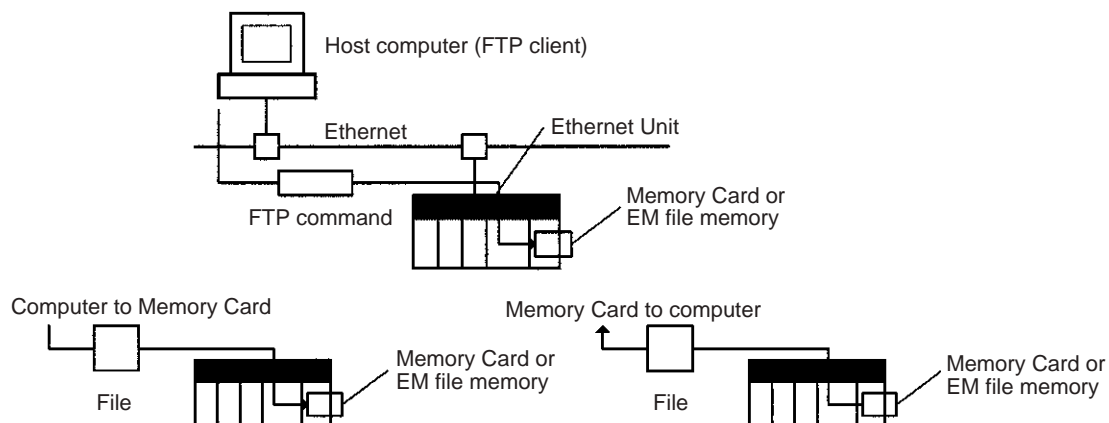 Host computer (FTP client)
Ethernet
Ethernet Unit
FTP command
Memory Card or
EM file memory
Computer to Memory Card
File
Memory Card or
EM file memory
Memory Card to computer
File
Memory Card or
EM file memory